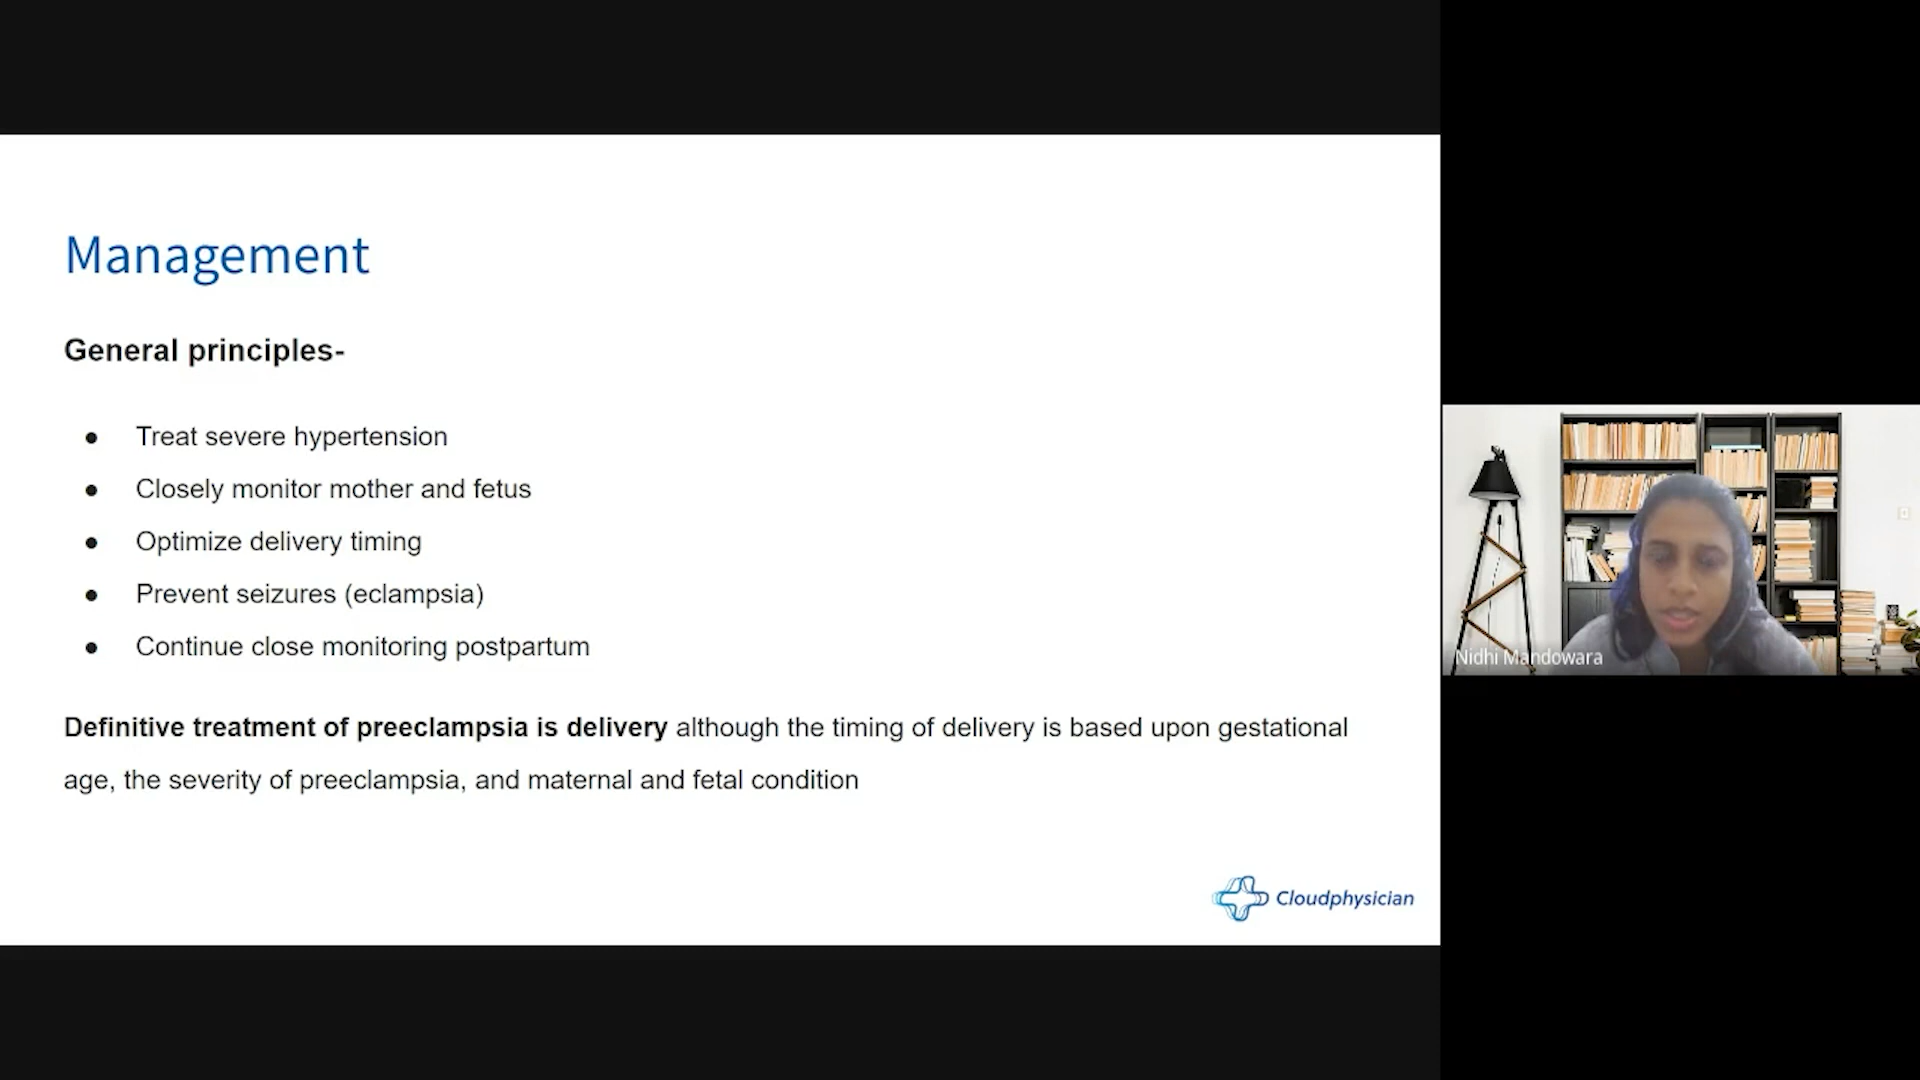 Management
General principles-
● Treat severe hypertension
● Closely monitor mother and fetus
● Optimize delivery timing
● Prevent seizures (eclampsia)
● Continue close monitoring postpartum
Definitive treatment of preeclampsia is delivery although the timing of delivery is based upon gestational
age, the severity of preeclampsia, and maternal and fetal condition
Cloudphysician
Nidhi Mandowara